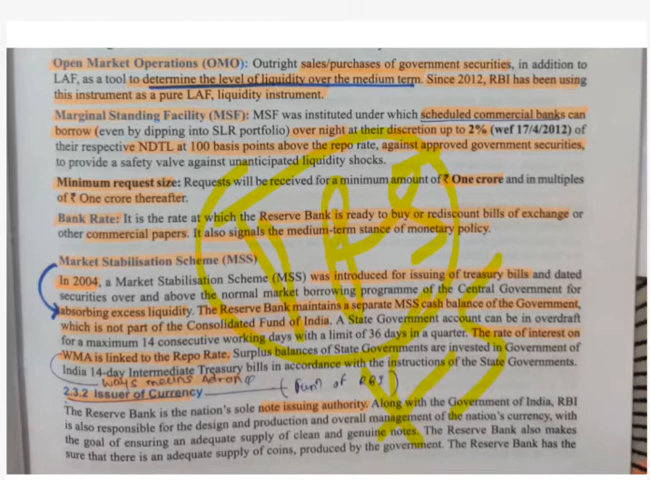 Open Market Operations (OMO): Outright sales/purchases of government securities, in addition to
LAF, as a tool to determine the level of liquidity over the medium term. Since 2012, RBI has been using
this instrument as a pure LAF, liquidity instrument.
Marginal Standing Facility (MSF): MSF was instituted under which scheduled commercial banks can
borrow (even by dipping into SLR portfolio) over night at their discretion up to 2% (wef 17/4/2012) of
their respective NDTL at 100 basis points above the repo rate, against approved government securities,
to provide a safety valve against unanticipated liquidity shocks.
Minimum request size: Requests will be received for a minimum amount of ₹ One crore and in multiples
of ₹ One crore thereafter.
Bank Rate: It is the rate at which the Reserve Bank is ready to buy or rediscount bills of exchange or
other commercial papers. It also signals the medium-term stance of monetary policy.
Market Stabilisation Scheme (MSS)
In 2004, a Market Stabilisation Scheme (MSS) was introduced for issuing of treasury bills and dated
securities over and above the normal market borrowing programme of the Central Government for
absorbing excess liquidity. The Reserve Bank maintains a separate MSS cash balance of the Government,
which is not part of the Consolidated Fund of India. A State Government account can be in overdraft
for a maximum 14 consecutive working days with a limit of 36 days in a quarter. The rate of interest on
WMA is linked to the Repo Rate. Surplus balances of State Governments are invested in Government of
India 14-day Intermediate Treasury bills in accordance with the instructions of the State Governments.
ways means
2.3.2 Issuer of Currency
The Reserve Bank is the nation's sole note issuing authority. Along with the Government of India, RBI
is also responsible for the design and production and overall management of the nation's currency, with
the goal of ensuring an adequate supply of clean and genuine notes. The Reserve Bank also makes
sure that there is an adequate supply of coins, produced by the government. The Reserve Bank has the